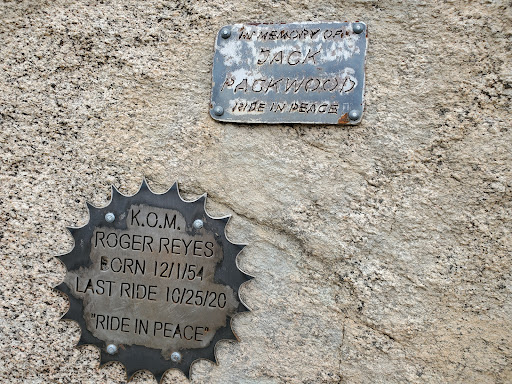 IN MEMORY OF
JACK
PACKWOOD
RIDE IN PEACE
K.O.M.
ROGER REYES
BORN 12/1/54
LAST RIDE 10/25/20
"RIDE IN PEACE"